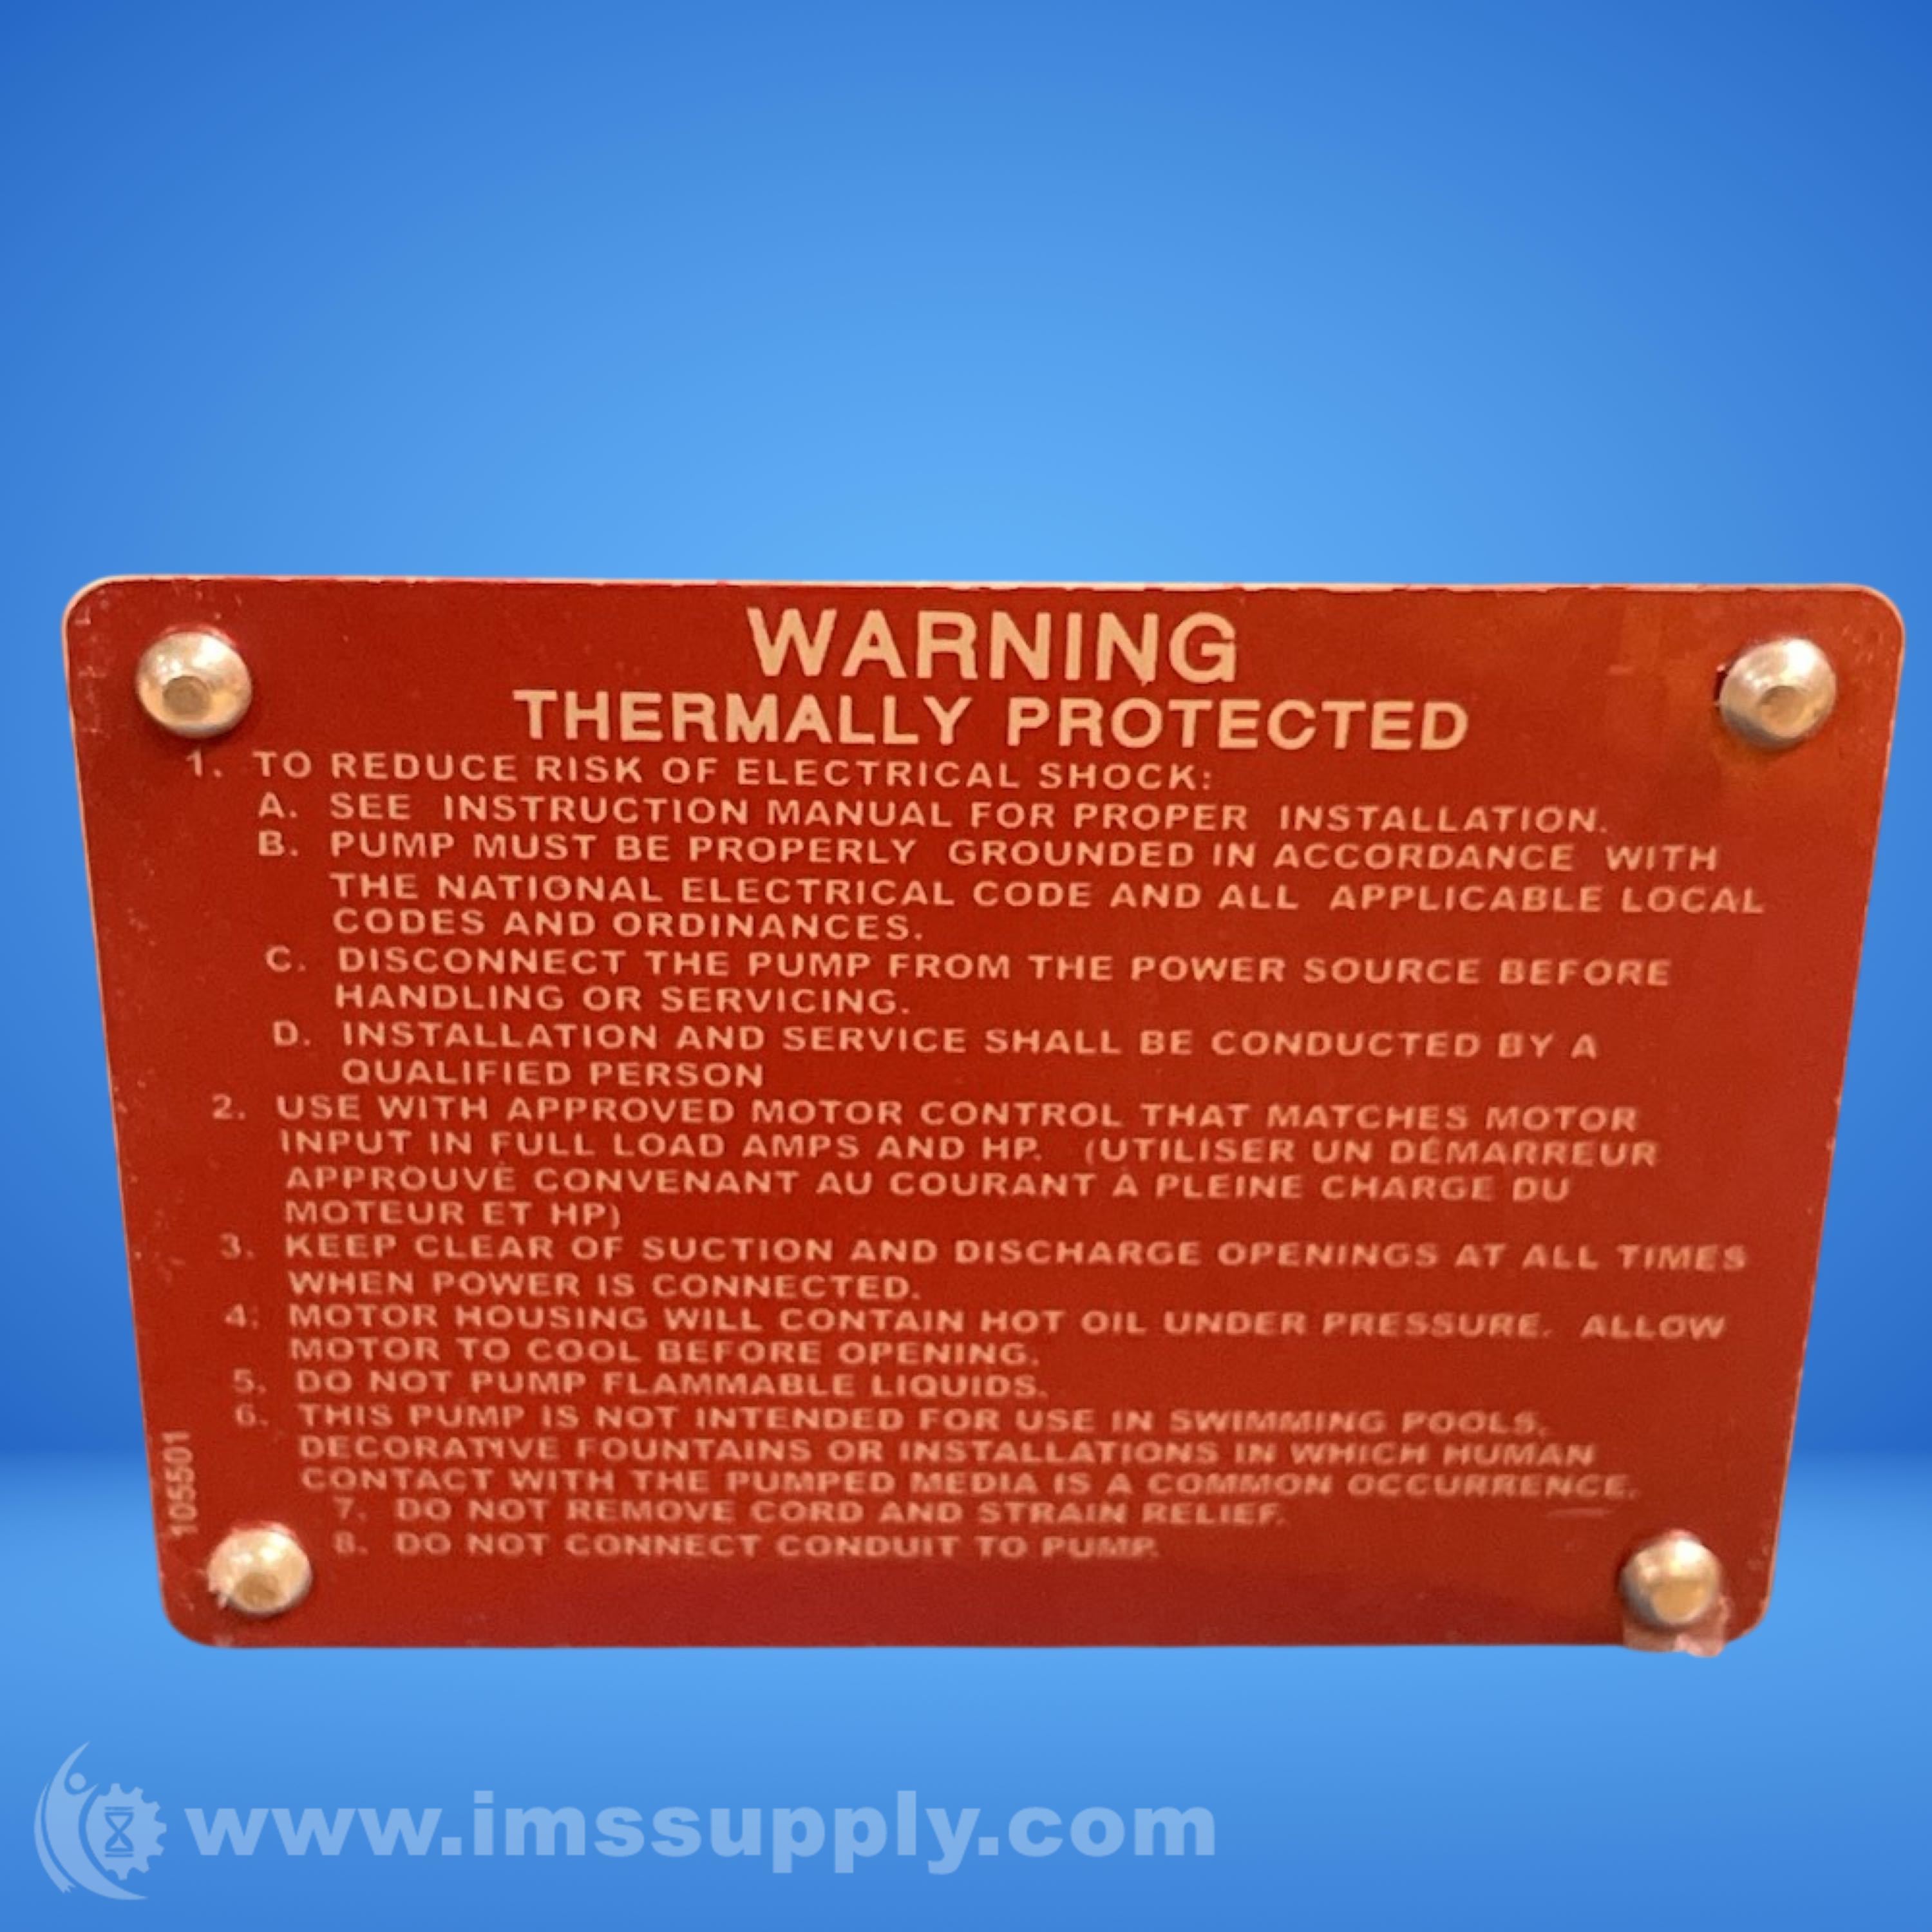 WARNING
THERMALLY PROTECTED
1. TO REDUCE RISK OF ELECTRICAL SHOCK:
A. SEE INSTRUCTION MANUAL FOR PROPER INSTALLATION.
B. PUMP MUST BE PROPERLY GROUNDED IN ACCORDANCE WITH
THE NATIONAL ELECTRICAL CODE AND ALL APPLICABLE LOCAL
CODES AND ORDINANCES.
C. DISCONNECT THE PUMP FROM THE POWER SOURCE BEFORE
HANDLING OR SERVICING.
D. INSTALLATION AND SERVICE SHALL BE CONDUCTED BY A
QUALIFIED PERSON
2. USE WITH APPROVED MOTOR CONTROL THAT MATCHES MOTOR
INPUT IN FULL LOAD AMPS AND HP. (UTILISER UN DÉMARREUR
APPROUVÉ CONVENANT AU COURANT À PLEINE CHARGE DU
MOTEUR ET HP)
3. KEEP CLEAR OF SUCTION AND DISCHARGE OPENINGS AT ALL TIMES
WHEN POWER IS CONNECTED.
4. MOTOR HOUSING WILL CONTAIN HOT OIL UNDER PRESSURE. ALLOW
MOTOR TO COOL BEFORE OPENING.
5. DO NOT PUMP FLAMMABLE LIQUIDS.
6. THIS PUMP IS NOT INTENDED FOR USE IN SWIMMING POOLS,
DECORATIVE FOUNTAINS OR INSTALLATIONS IN WHICH HUMAN
CONTACT WITH THE PUMPED MEDIA IS A COMMON OCCURRENCE.
7. DO NOT REMOVE CORD AND STRAIN RELIEF.
8. DO NOT CONNECT CONDUIT TO PUMP.
105501
www.imssupply.com